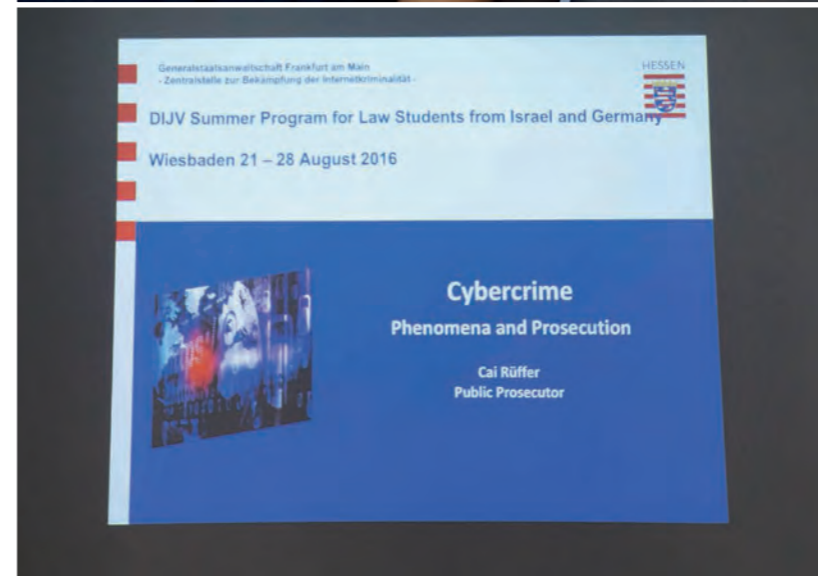 Generalstaatsanwaltschaft Frankfurt am Main
- Zentralstelle zur Bekämpfung der Internetkriminalität -
HESSEN
DIJV Summer Program for Law Students from Israel and Germany
Wiesbaden 21 – 28 August 2016
Cybercrime
Phenomena and Prosecution
Cai Rüffer
Public Prosecutor